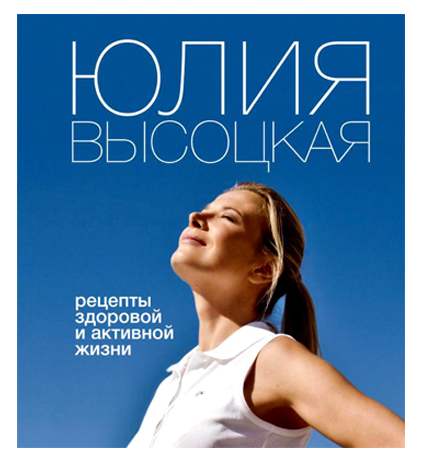 ЮЛИЯ
ВЫСОЦКАЯ
рецепты
здоровой
и активной
жизни